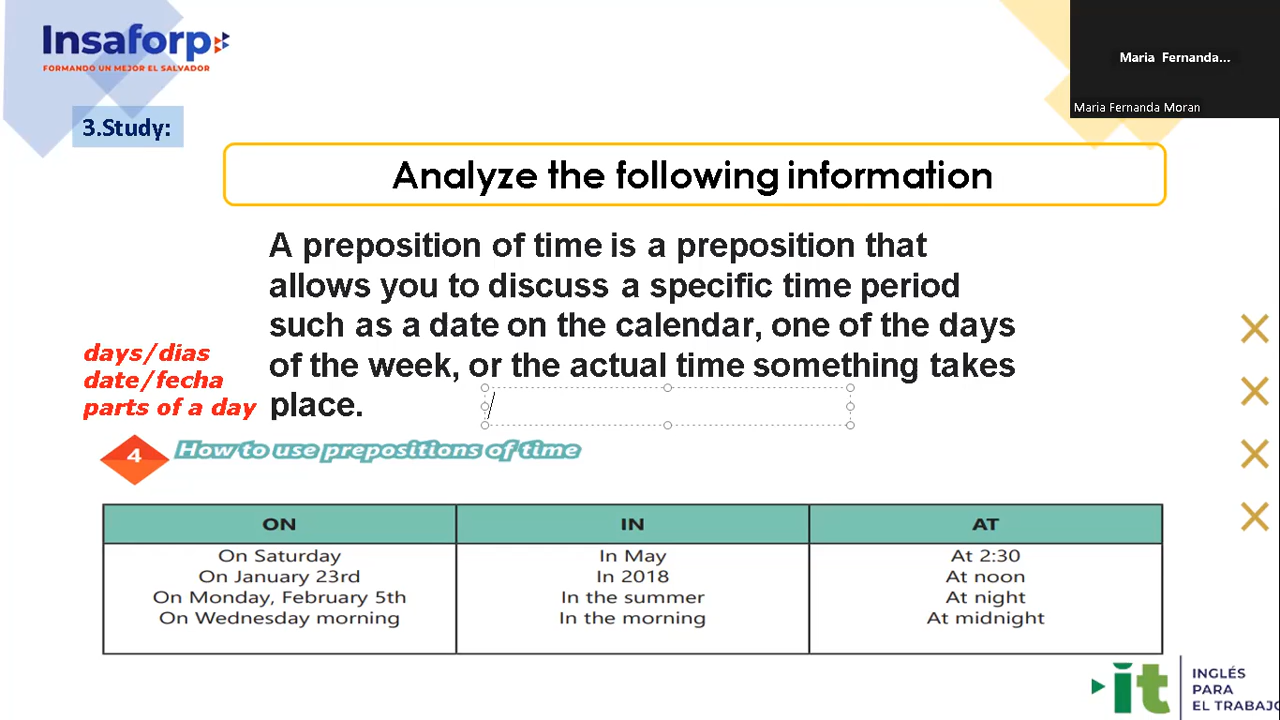 Insaforp
FORMANDO UN MEJOR EL SALVADOR
Maria Fernanda...
Maria Fernanda Moran
3.Study:
Analyze the following information
A preposition of time is a preposition that
allows you to discuss a specific time period
such as a date on the calendar, one of the days
of the week, or the actual time something takes
place.
days/dias
date/fecha
parts of a day
/
4
How to use prepositions of time
ON
On Saturday
On January 23rd
On Monday, February 5th
On Wednesday morning
IN
In May
In 2018
In the summer
In the morning
AT
At 2:30
At noon
At night
At midnight
it
INGLÉS
PARA
EL TRABAJO